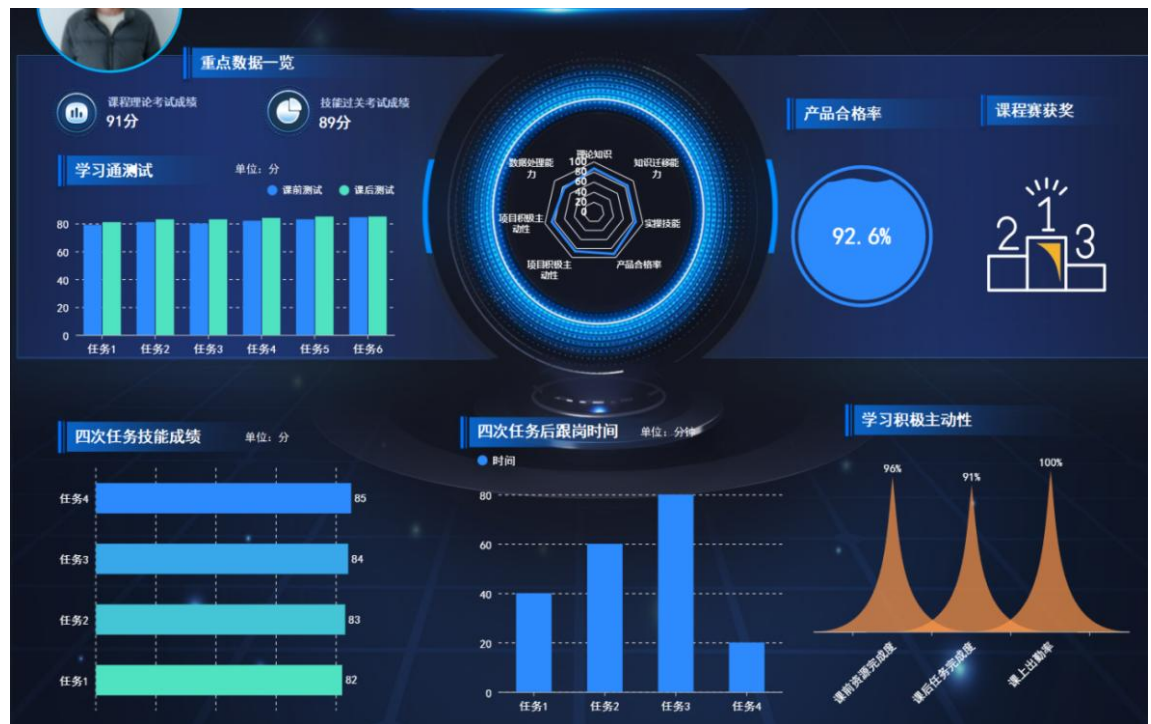 重点数据一览
课程理论考试成绩
91分
技能过关考试成绩
89分
学习通测试
单位：分
课前测试
课后测试
80
60
40
20
0
任务1
任务2
任务3
任务4
任务5
任务6
理论知识
知识迁移能
力
实操技能
产品合格率
项目积极主
动性
项目积极主
动性
数据处理能
力
100
80
60
40
20
0
产品合格率
92.6%
课程赛获奖
1
2
3
四次任务技能成绩
单位：分
任务4
85
任务3
84
任务2
83
任务1
82
四次任务后跟岗时间
单位：分钟
时间
80
60
40
20
0
任务1
任务2
任务3
任务4
学习积极主动性
96%
91%
100%
课前资源完成度
课后任务完成度
课上出勤率